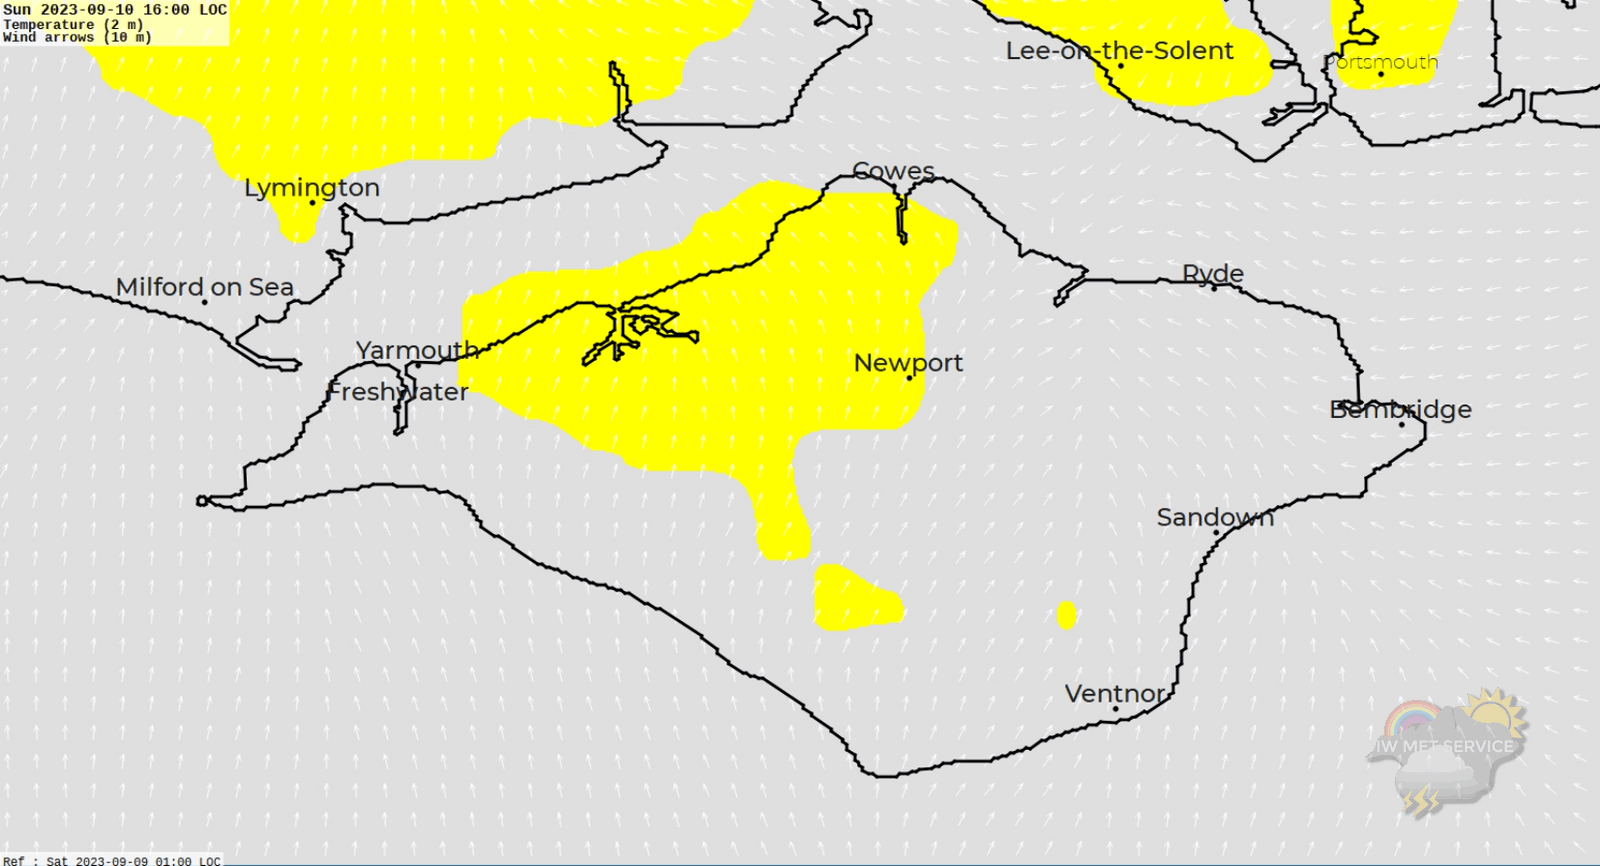 Sun 2023-09-10 16:00 LOC
Temperature (2 m)
Wind arrows (10 m)
Lee-on-the-Solent
Portsmouth
Cowes
Lymington
Ryde
Milford on Sea
Yarmouth
Newport
Freshwater
Bembridge
Sandown
Ventnor
IW MET SERVICE
Ref : Sat 2023-09-09 01:00 LOC